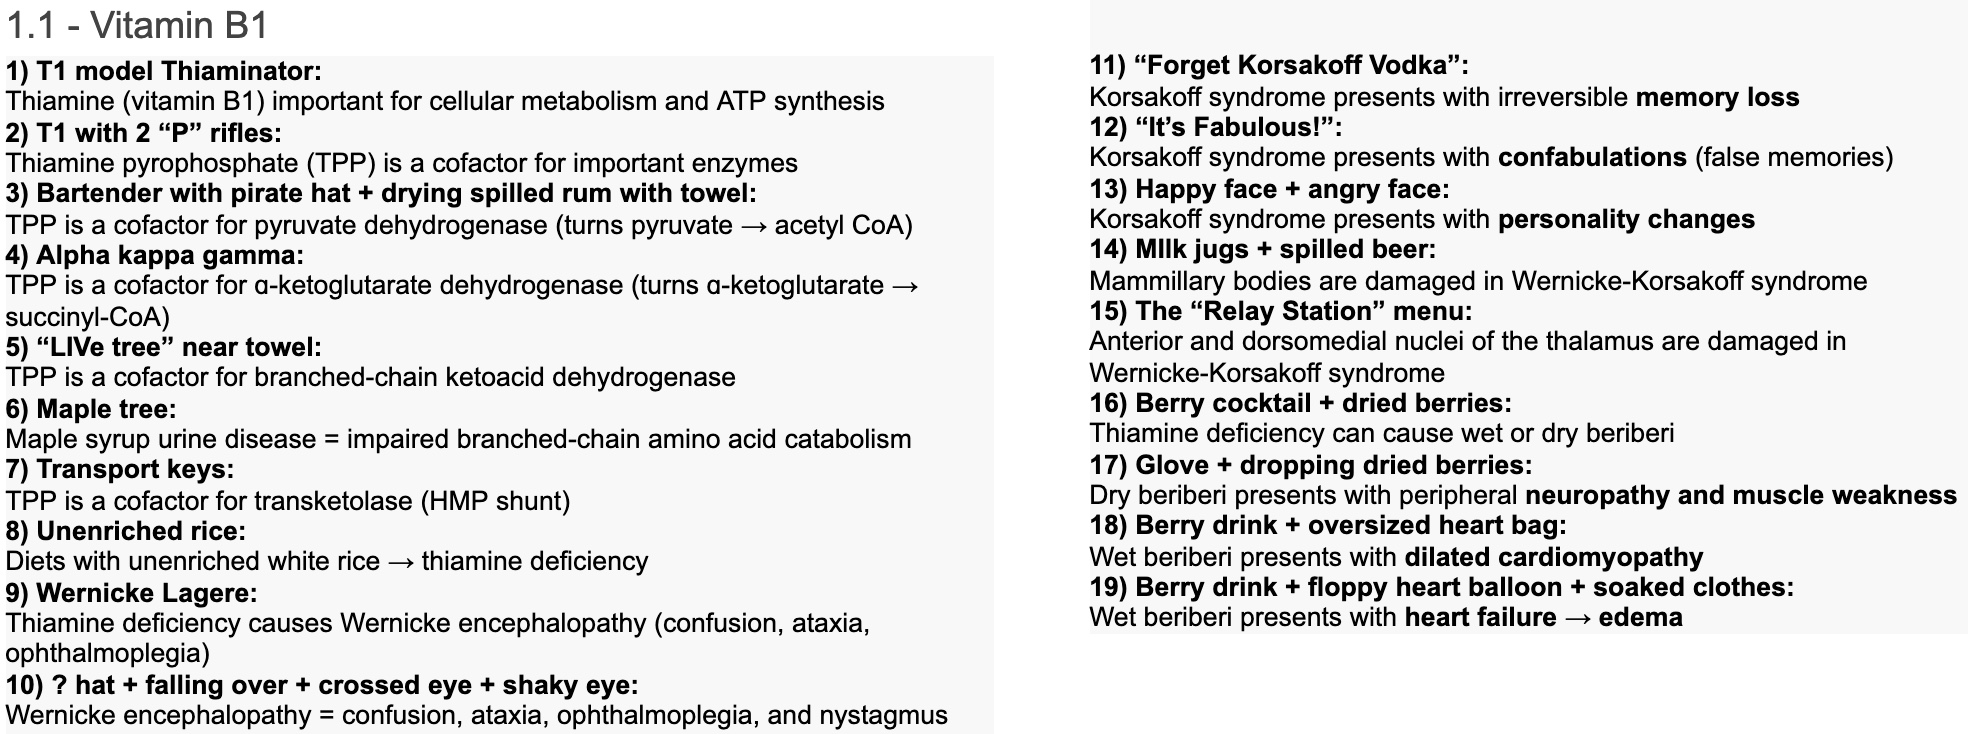 1.1 - Vitamin B1
1) T1 model Thiaminator:
Thiamine (vitamin B1) important for cellular metabolism and ATP synthesis
2) T1 with 2 “P” rifles:
Thiamine pyrophosphate (TPP) is a cofactor for important enzymes
3) Bartender with pirate hat + drying spilled rum with towel:
TPP is a cofactor for pyruvate dehydrogenase (turns pyruvate → acetyl CoA)
4) Alpha kappa gamma:
TPP is a cofactor for α-ketoglutarate dehydrogenase (turns α-ketoglutarate →
succinyl-CoA)
5) “LIVe tree” near towel:
TPP is a cofactor for branched-chain ketoacid dehydrogenase
6) Maple tree:
Maple syrup urine disease = impaired branched-chain amino acid catabolism
7) Transport keys:
TPP is a cofactor for transketolase (HMP shunt)
8) Unenriched rice:
Diets with unenriched white rice → thiamine deficiency
9) Wernicke Lagere:
Thiamine deficiency causes Wernicke encephalopathy (confusion, ataxia,
ophthalmoplegia)
10) ? hat + falling over + crossed eye + shaky eye:
Wernicke encephalopathy = confusion, ataxia, ophthalmoplegia, and nystagmus
11) “Forget Korsakoff Vodka”:
Korsakoff syndrome presents with irreversible memory loss
12) “It’s Fabulous!”:
Korsakoff syndrome presents with confabulations (false memories)
13) Happy face + angry face:
Korsakoff syndrome presents with personality changes
14) MIlk jugs + spilled beer:
Mammillary bodies are damaged in Wernicke-Korsakoff syndrome
15) The “Relay Station” menu:
Anterior and dorsomedial nuclei of the thalamus are damaged in
Wernicke-Korsakoff syndrome
16) Berry cocktail + dried berries:
Thiamine deficiency can cause wet or dry beriberi
17) Glove + dropping dried berries:
Dry beriberi presents with peripheral neuropathy and muscle weakness
18) Berry drink + oversized heart bag:
Wet beriberi presents with dilated cardiomyopathy
19) Berry drink + floppy heart balloon + soaked clothes:
Wet beriberi presents with heart failure → edema